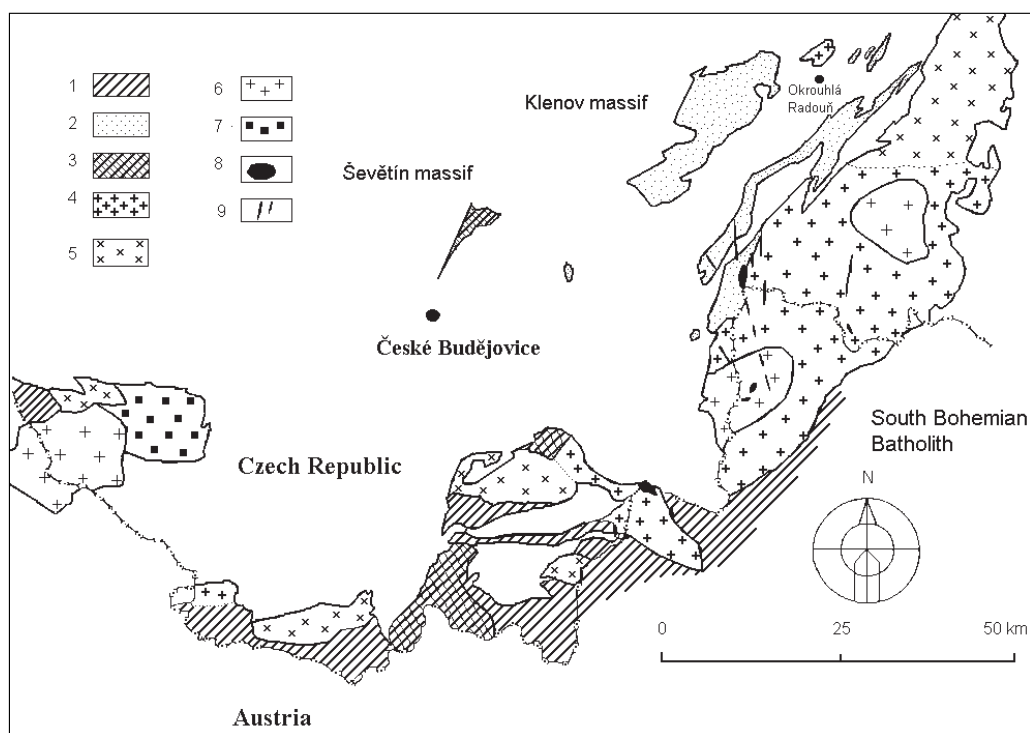 1
2
3
4
5
6
7
8
9
Klenov massif
Okrouhlá
Radouň
Ševětín massif
České Budějovice
Czech Republic
South Bohemian
Batholith
N
0
25
50 km
Austria